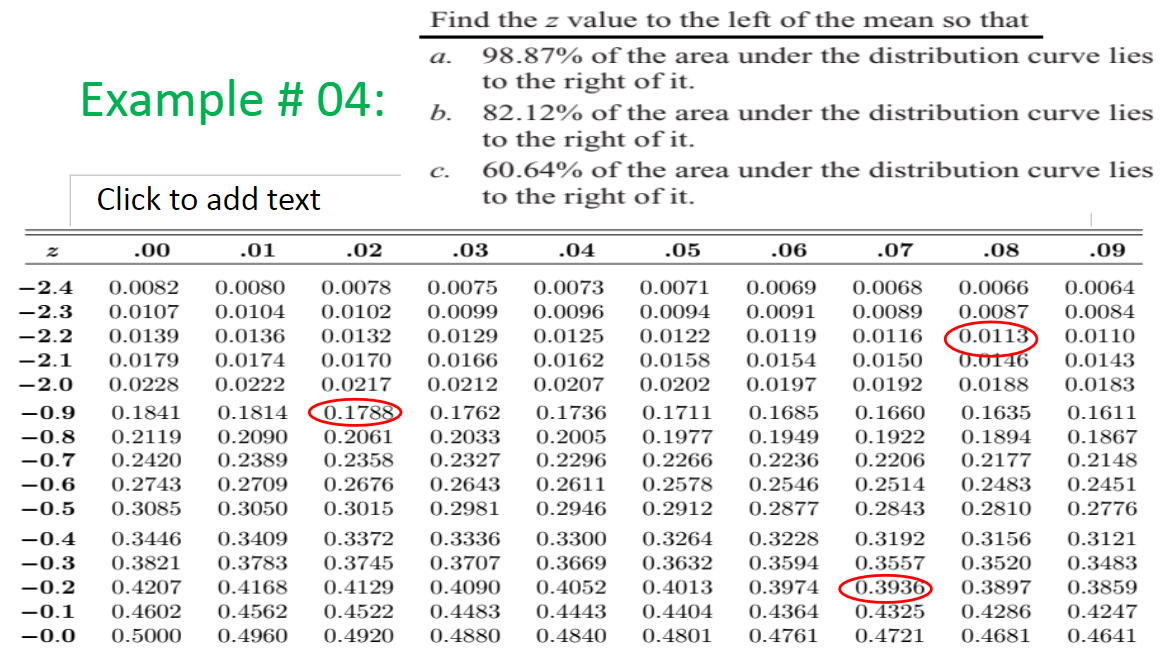 Find the z value to the left of the mean so that
a. 98.87% of the area under the distribution curve lies
to the right of it.
Example # 04:
b. 82.12% of the area under the distribution curve lies
to the right of it.
c. 60.64% of the area under the distribution curve lies
to the right of it.
Click to add text
z .00 .01 .02 .03 .04 .05 .06 .07 .08 .09
−2.4 0.0082 0.0080 0.0078 0.0075 0.0073 0.0071 0.0069 0.0068 0.0066 0.0064
−2.3 0.0107 0.0104 0.0102 0.0099 0.0096 0.0094 0.0091 0.0089 0.0087 0.0084
−2.2 0.0139 0.0136 0.0132 0.0129 0.0125 0.0122 0.0119 0.0116 0.0113 0.0110
−2.1 0.0179 0.0174 0.0170 0.0166 0.0162 0.0158 0.0154 0.0150 0.0146 0.0143
−2.0 0.0228 0.0222 0.0217 0.0212 0.0207 0.0202 0.0197 0.0192 0.0188 0.0183
−0.9 0.1841 0.1814 0.1788 0.1762 0.1736 0.1711 0.1685 0.1660 0.1635 0.1611
−0.8 0.2119 0.2090 0.2061 0.2033 0.2005 0.1977 0.1949 0.1922 0.1894 0.1867
−0.7 0.2420 0.2389 0.2358 0.2327 0.2296 0.2266 0.2236 0.2206 0.2177 0.2148
−0.6 0.2743 0.2709 0.2676 0.2643 0.2611 0.2578 0.2546 0.2514 0.2483 0.2451
−0.5 0.3085 0.3050 0.3015 0.2981 0.2946 0.2912 0.2877 0.2843 0.2810 0.2776
−0.4 0.3446 0.3409 0.3372 0.3336 0.3300 0.3264 0.3228 0.3192 0.3156 0.3121
−0.3 0.3821 0.3783 0.3745 0.3707 0.3669 0.3632 0.3594 0.3557 0.3520 0.3483
−0.2 0.4207 0.4168 0.4129 0.4090 0.4052 0.4013 0.3974 0.3936 0.3897 0.3859
−0.1 0.4602 0.4562 0.4522 0.4483 0.4443 0.4404 0.4364 0.4325 0.4286 0.4247
−0.0 0.5000 0.4960 0.4920 0.4880 0.4840 0.4801 0.4761 0.4721 0.4681 0.4641